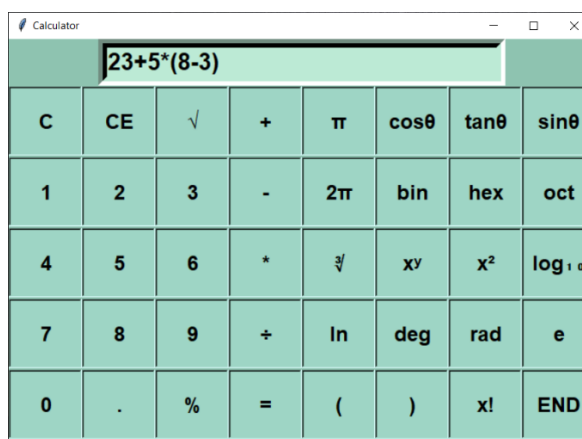 Calculator
23+5*(8-3)
C CE √ + π cosθ tanθ sinθ
1 2 3 - 2π bin hex oct
4 5 6 * ∛ xʸ x² log₁₀
7 8 9 ÷ ln deg rad e
0 . % = ( ) x! END